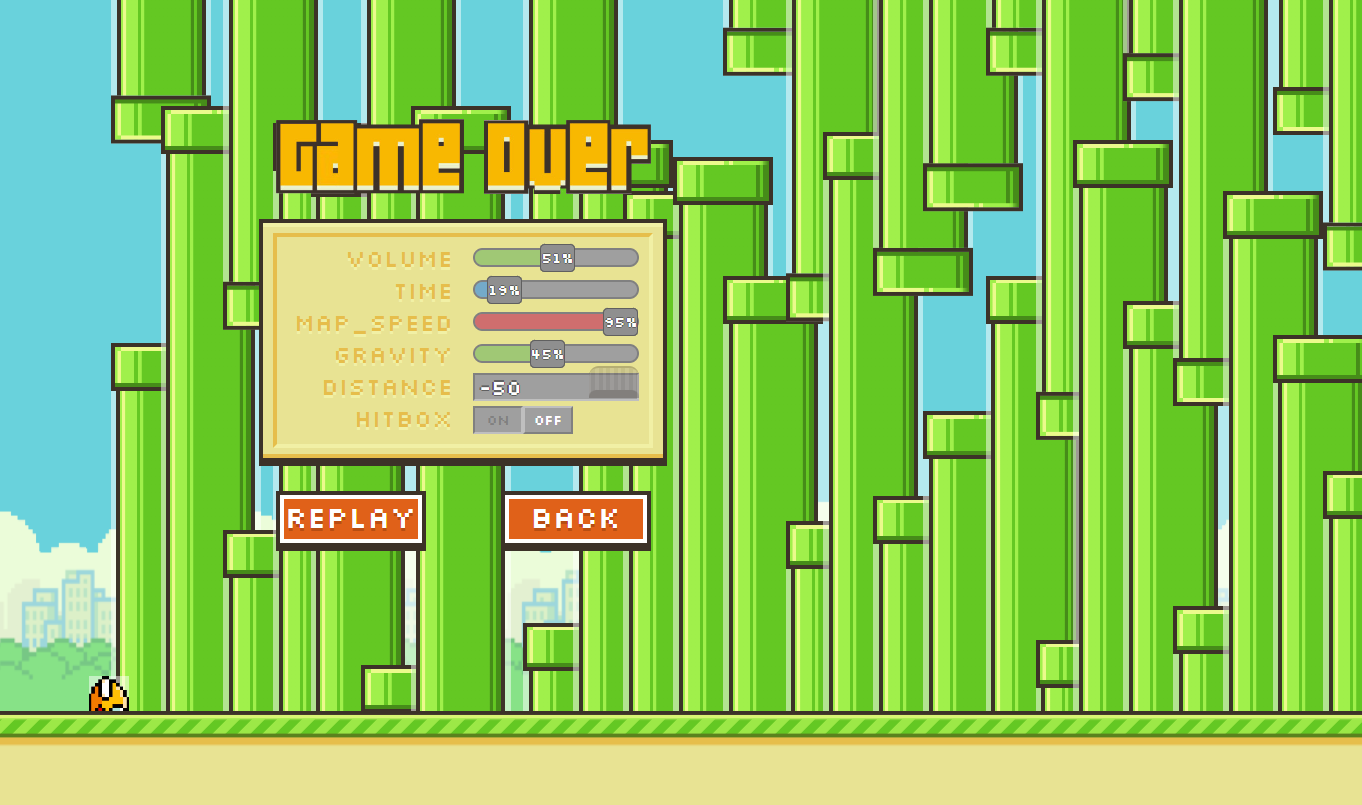 Game Over
VOLUME 51%
TIME 19%
MAP_SPEED 95%
GRAVITY 45%
DISTANCE -50
HITBOX ON OFF
REPLAY BACK